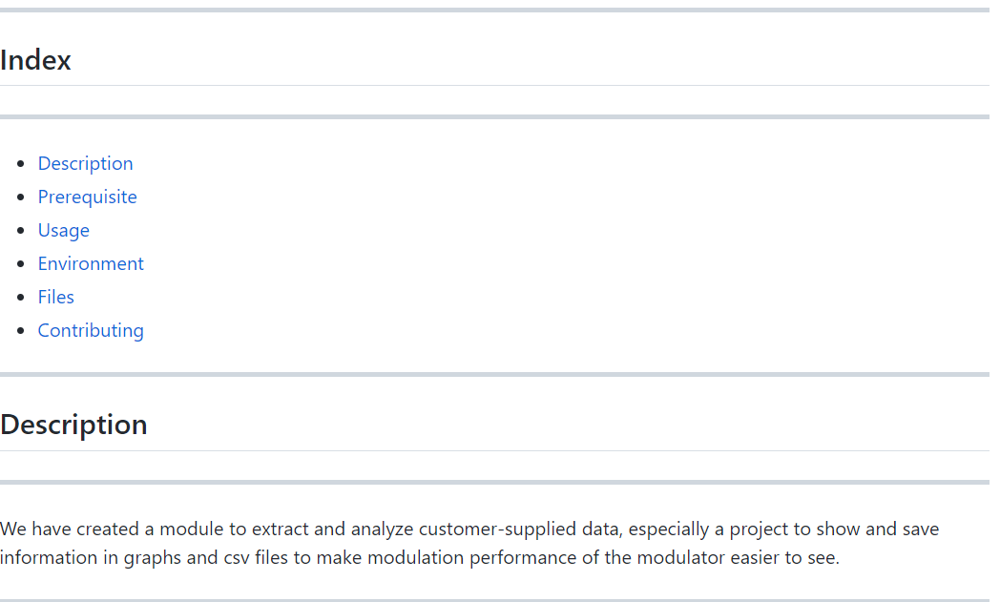 Index
Description
Prerequisite
Usage
Environment
Files
Contributing
Description
We have created a module to extract and analyze customer-supplied data, especially a project to show and save
information in graphs and csv files to make modulation performance of the modulator easier to see.